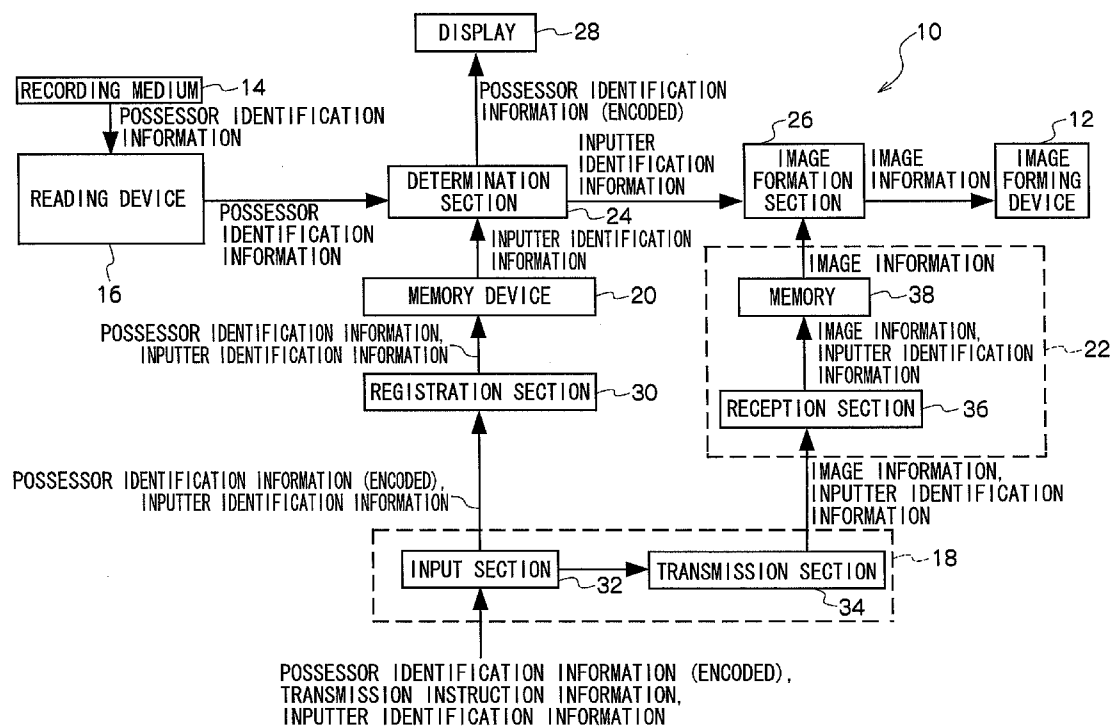 DISPLAY
28
10
RECORDING MEDIUM
14
POSSESSOR IDENTIFICATION
INFORMATION
POSSESSOR IDENTIFICATION
INFORMATION (ENCODED)
READING DEVICE
16
POSSESSOR
IDENTIFICATION
INFORMATION
DETERMINATION
SECTION
24
INPUTTER
IDENTIFICATION
INFORMATION
26
IMAGE
FORMATION
SECTION
IMAGE
INFORMATION
12
IMAGE
FORMING
DEVICE
INPUTTER IDENTIFICATION
INFORMATION
MEMORY DEVICE
20
IMAGE INFORMATION
MEMORY
38
POSSESSOR IDENTIFICATION INFORMATION,
INPUTTER IDENTIFICATION INFORMATION
IMAGE INFORMATION,
INPUTTER IDENTIFICATION
INFORMATION
22
REGISTRATION SECTION
30
RECEPTION SECTION
36
POSSESSOR IDENTIFICATION INFORMATION (ENCODED),
INPUTTER IDENTIFICATION INFORMATION
IMAGE INFORMATION,
INPUTTER IDENTIFICATION
INFORMATION
INPUT SECTION
32
TRANSMISSION SECTION
34
18
POSSESSOR IDENTIFICATION INFORMATION (ENCODED),
TRANSMISSION INSTRUCTION INFORMATION,
INPUTTER IDENTIFICATION INFORMATION